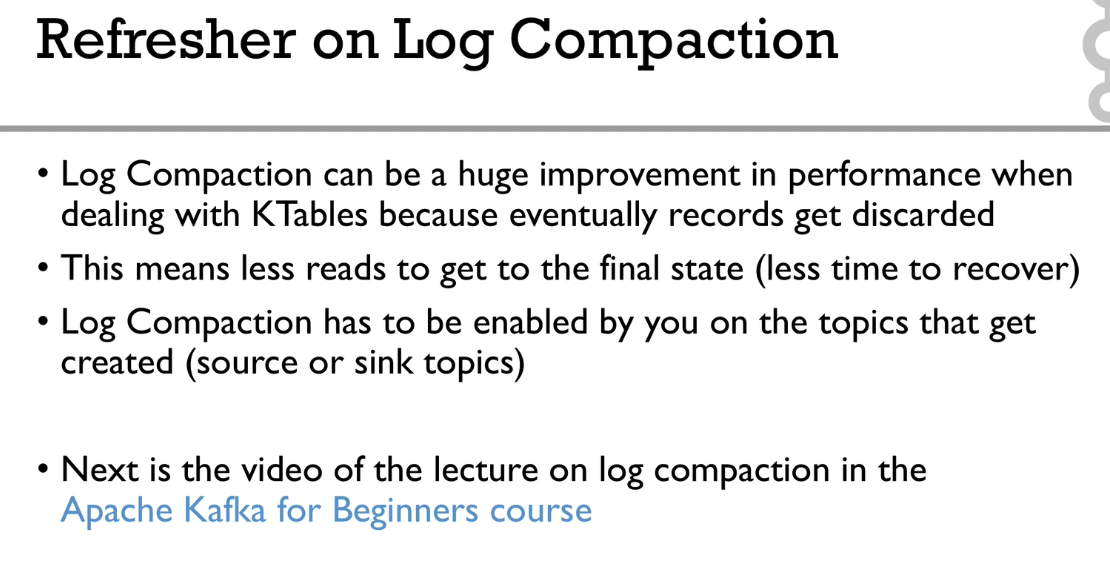 Refresher on Log Compaction
• Log Compaction can be a huge improvement in performance when
dealing with KTables because eventually records get discarded
• This means less reads to get to the final state (less time to recover)
• Log Compaction has to be enabled by you on the topics that get
created (source or sink topics)
• Next is the video of the lecture on log compaction in the
Apache Kafka for Beginners course